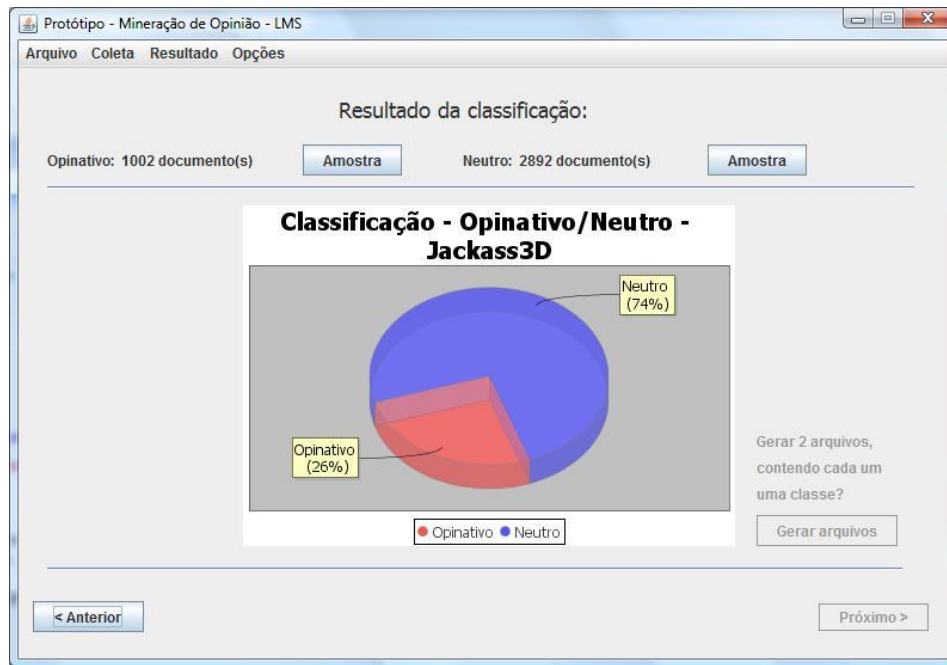 Protótipo - Mineração de Opinião - LMS
Arquivo Coleta Resultado Opções
Resultado da classificação:
Opinativo: 1002 documento(s) Amostra Neutro: 2892 documento(s) Amostra
Classificação - Opinativo/Neutro -
Jackass3D
Neutro
(74%)
Opinativo
(26%)
Opinativo Neutro
Gerar 2 arquivos,
contendo cada um
uma classe?
Gerar arquivos
< Anterior
Próximo >